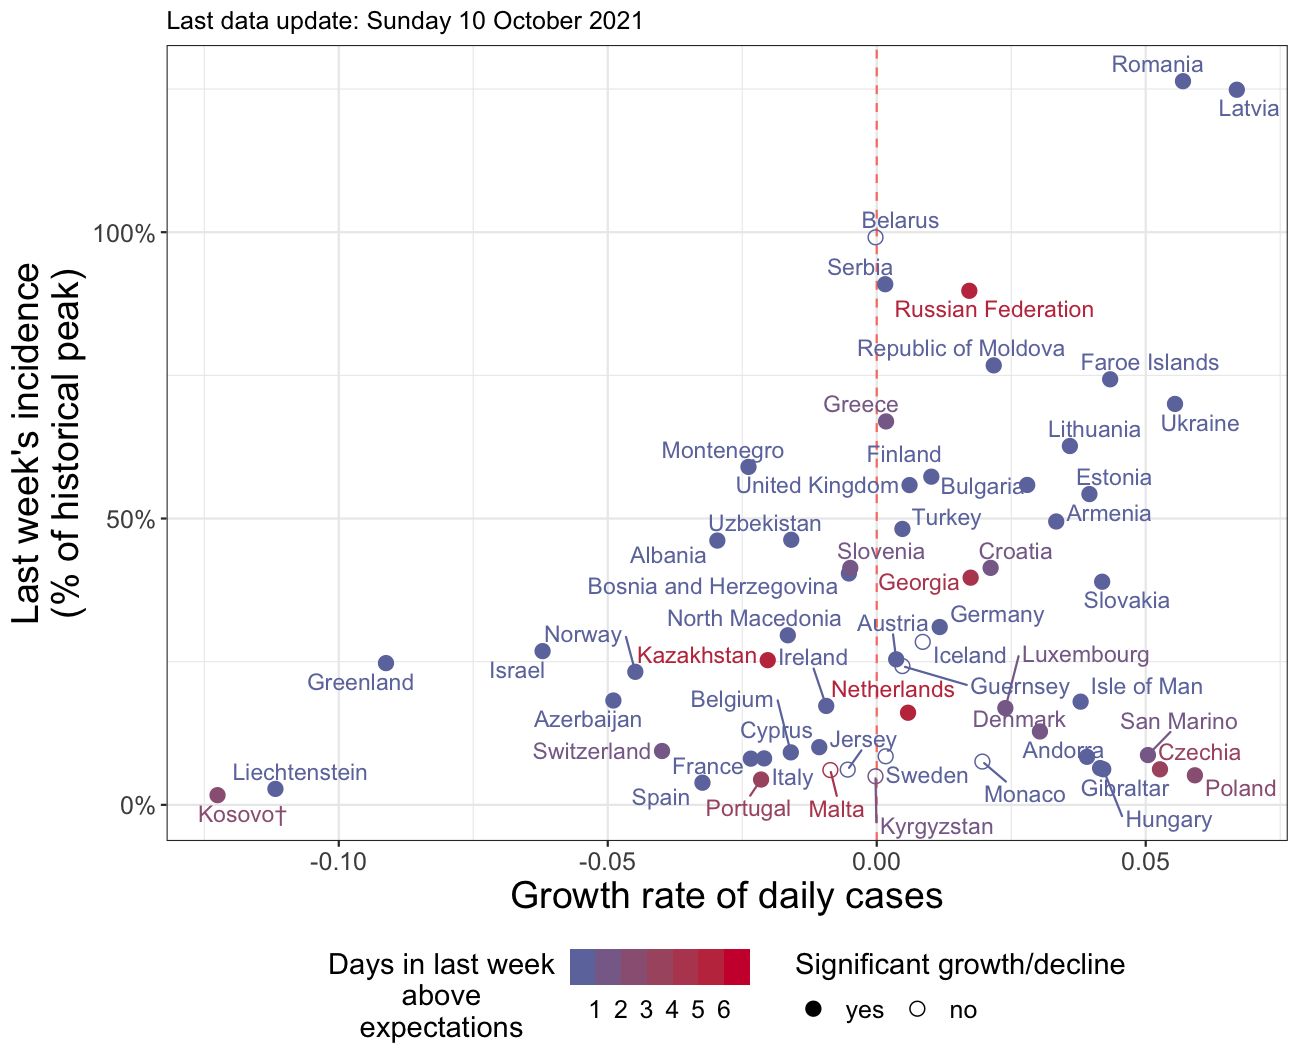 Last data update: Sunday 10 October 2021
Romania
Latvia
Belarus
100%
Serbia
Russian Federation
Republic of Moldova
Faroe Islands
Greece
Ukraine
Lithuania
Montenegro
Finland
Estonia
United Kingdom
Bulgaria
Armenia
50%
Uzbekistan
Turkey
Albania
Slovenia
Croatia
Bosnia and Herzegovina
Georgia
Slovakia
North Macedonia
Germany
Austria
Norway
Kazakhstan
Ireland
Iceland
Luxembourg
Israel
Greenland
Netherlands
Guernsey
Isle of Man
Belgium
Azerbaijan
Denmark
San Marino
Cyprus
Jersey
Switzerland
Andorra
Czechia
France
Liechtenstein
Italy
Sweden
Gibraltar
Poland
Spain
Monaco
0%
Portugal
Malta
Kosovo†
Kyrgyzstan
Hungary
Last week's incidence
(% of historical peak)
-0.10
-0.05
0.00
0.05
Growth rate of daily cases
Days in last week
above
expectations
1 2 3 4 5 6
Significant growth/decline
yes
no